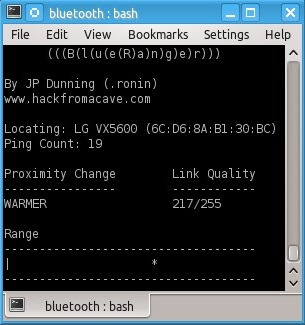 bluetooth : bash
File Edit View Bookmarks Settings Help
(((B(l(u(e(R)a)n)g)e)r)))
By JP Dunning (.ronin)
www.hackfromacave.com
Locating: LG VX5600 (6C:D6:8A:B1:30:BC)
Ping Count: 19
Proximity Change Link Quality
---------------- ------------
WARMER 217/255
Range
------------------------------------
| *
------------------------------------
bluetooth : bash